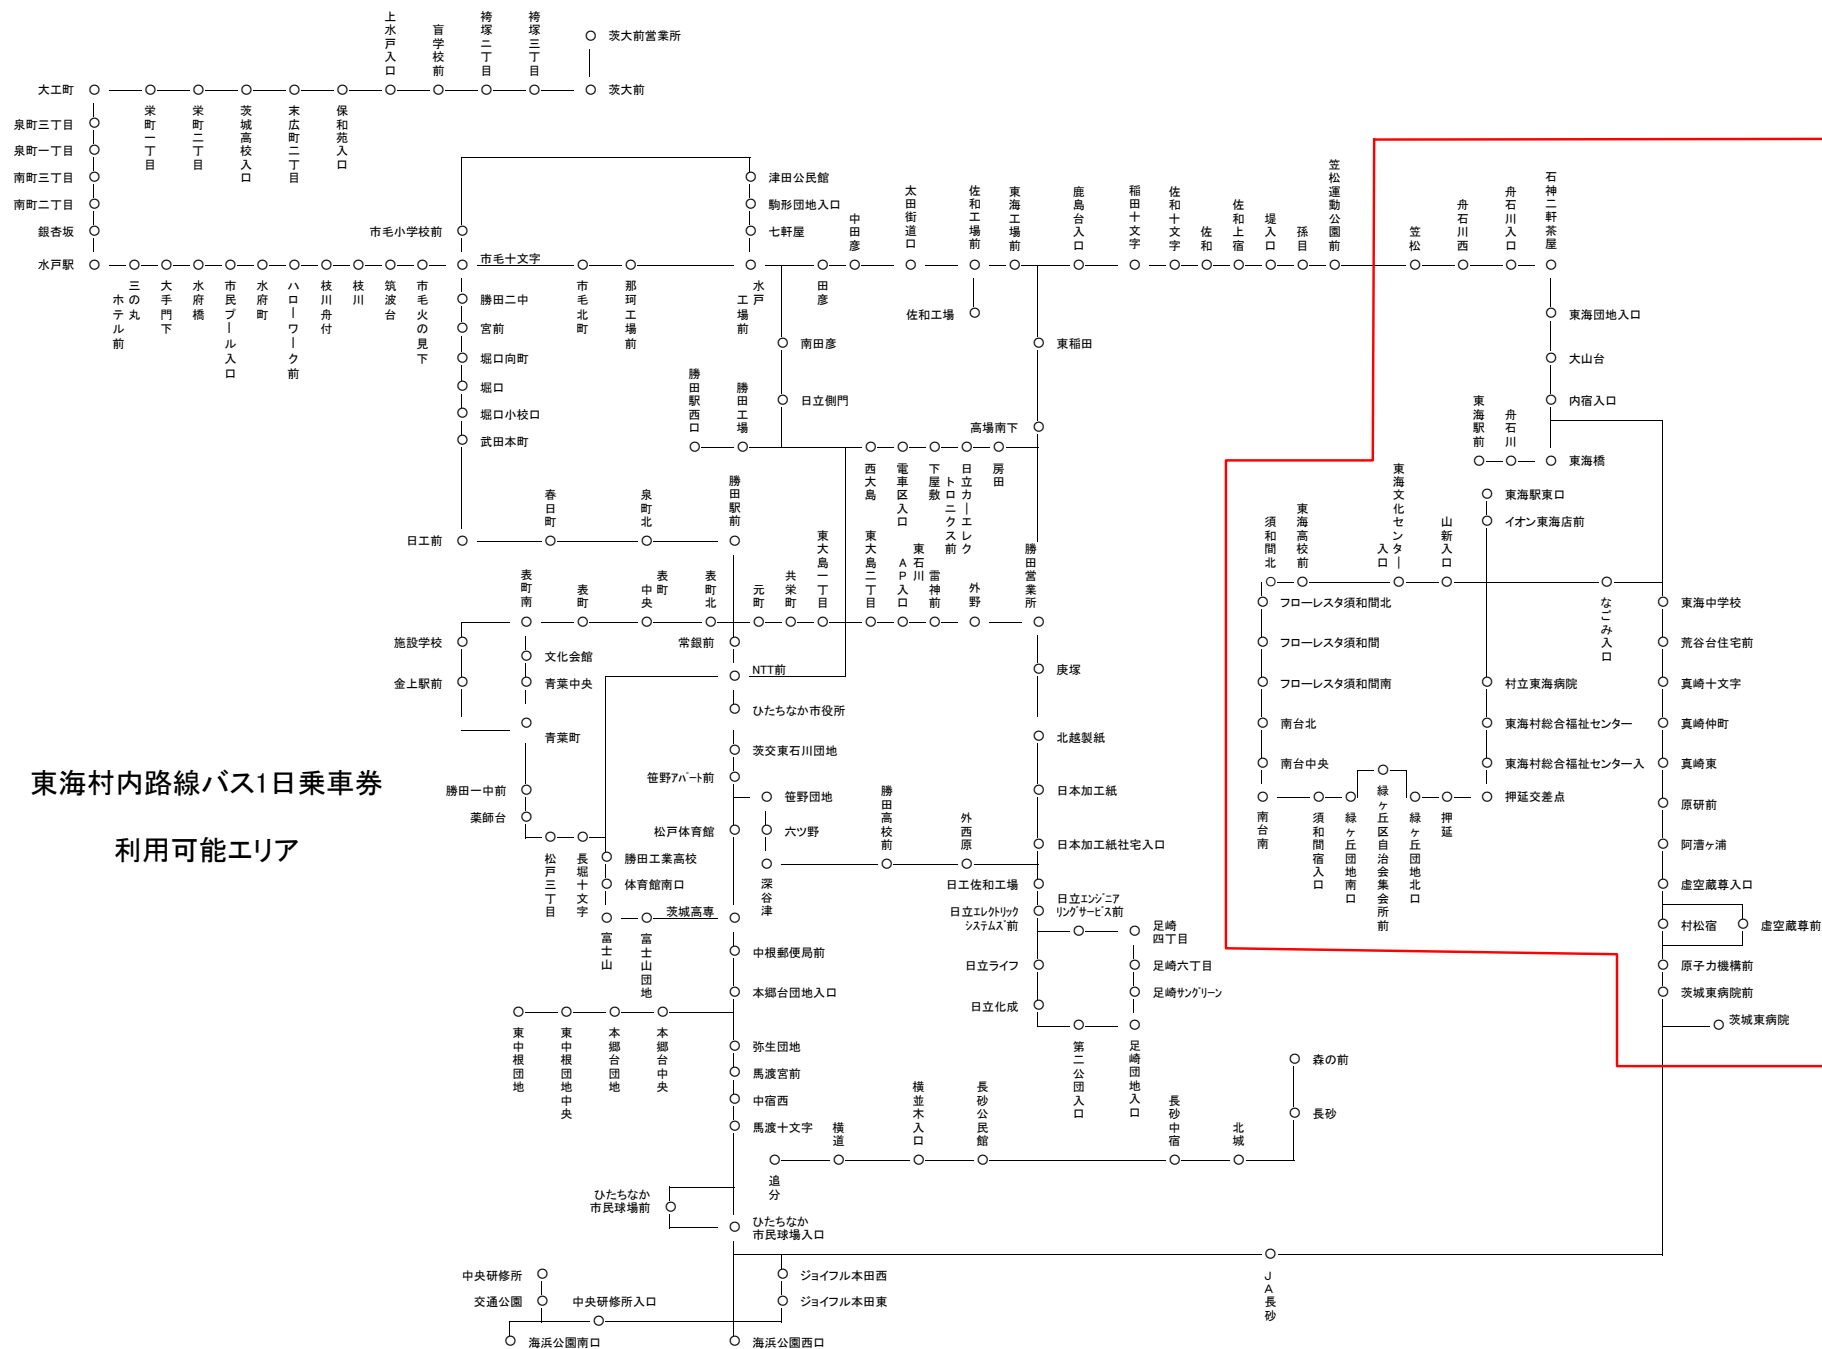 上水戸入口
盲学校前
袴塚二丁目
袴塚三丁目
茨大前営業所
大工町
茨大前
栄町一丁目
栄町二丁目
茨城高校入口
末広町二丁目
保和苑入口
泉町三丁目
泉町一丁目
南町三丁目
南町二丁目
銀杏坂
水戸駅
三の丸
ホテル前
大手門下
水府橋
市民プール入口
水府町
ハローワーク前
枝川舟付
枝川
筑波台
市毛火の見下
市毛小学校前
市毛十文字
勝田二中
宮前
堀口向町
堀口
堀口小校口
武田本町
日工前
市毛北町
那珂工場前
津田公民館
駒形団地入口
七軒屋
水戸
工場前
田彦
中田彦
太田街道口
佐和工場前
佐和工場
東海工場前
鹿島台入口
稲田十文字
佐和十文字
佐和
佐和上宿
堤入口
孫目
笠松運動公園前
笠松
舟石川西
舟石川入口
石神二軒茶屋
東海団地入口
大山台
内宿入口
東海橋
舟石川
東海駅前
南田彦
日立側門
東稲田
高場南下
勝田駅西口
勝田工場
西大島
電車区入口
下屋敷
日立カーエレク
トロニクス前
房田
春日町
泉町北
勝田駅前
表町南
表町
表町
中央
表町北
元町
共栄町
東大島一丁目
東大島二丁目
東石川
AP入口
雷神前
外野
勝田営業所
施設学校
金上駅前
文化会館
青葉中央
青葉町
勝田一中前
薬師台
松戸三丁目
長堀十文字
勝田工業高校
体育館南口
富士山
富士山団地
茨城高専
常銀前
NTT前
ひたちなか市役所
茨交東石川団地
笹野アパート前
笹野団地
六ツ野
深谷津
松戸体育館
勝田高校前
外西原
庚塚
北越製紙
日本加工紙
日本加工紙社宅入口
日工佐和工場
日立エレクトリック
システムズ前
日立エンジニア
リングサービス前
足崎
四丁目
足崎六丁目
足崎サングリーン
日立ライフ
日立化成
第二公団入口
足崎団地入口
中根郵便局前
本郷台団地入口
東中根団地
東中根団地中央
本郷台団地
本郷台中央
弥生団地
馬渡宮前
中宿西
馬渡十文字
追分
横道
横並木入口
長砂公民館
長砂中宿
北城
長砂
森の前
ひたちなか
市民球場前
ひたちなか
市民球場入口
中央研修所
交通公園
中央研修所入口
海浜公園南口
ジョイフル本田西
ジョイフル本田東
海浜公園西口
JA長砂
東海駅東口
イオン東海店前
須和間北
東海高校前
東海文化センター
入口
山新入口
なごみ入口
フローレスタ須和間北
フローレスタ須和間
フローレスタ須和間南
南台北
南台中央
南台南
須和間宿入口
緑ヶ丘団地南口
緑ヶ丘区自治会集会所前
緑ヶ丘団地北口
押延
押延交差点
村立東海病院
東海村総合福祉センター
東海村総合福祉センター入
東海中学校
荒谷台住宅前
真崎十文字
真崎仲町
真崎東
原研前
阿漕ヶ浦
虚空蔵尊入口
村松宿
虚空蔵尊前
原子力機構前
茨城東病院前
茨城東病院
東海村内路線バス1日乗車券
利用可能エリア